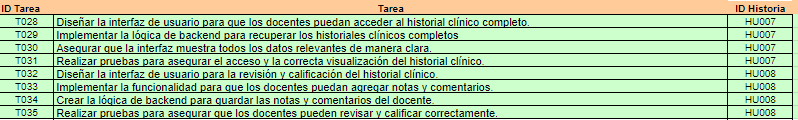 ID Tarea Tarea ID Historia
T028 Diseñar la interfaz de usuario para que los docentes puedan acceder al historial clínico completo. HU007
T029 Implementar la lógica de backend para recuperar los historiales clínicos completos HU007
T030 Asegurar que la interfaz muestra todos los datos relevantes de manera clara. HU007
T031 Realizar pruebas para asegurar el acceso y la correcta visualización del historial clínico. HU007
T032 Diseñar la interfaz de usuario para la revisión y calificación del historial clínico. HU008
T033 Implementar la funcionalidad para que los docentes puedan agregar notas y comentarios. HU008
T034 Crear la lógica de backend para guardar las notas y comentarios del docente. HU008
T035 Realizar pruebas para asegurar que los docentes pueden revisar y calificar correctamente. HU008